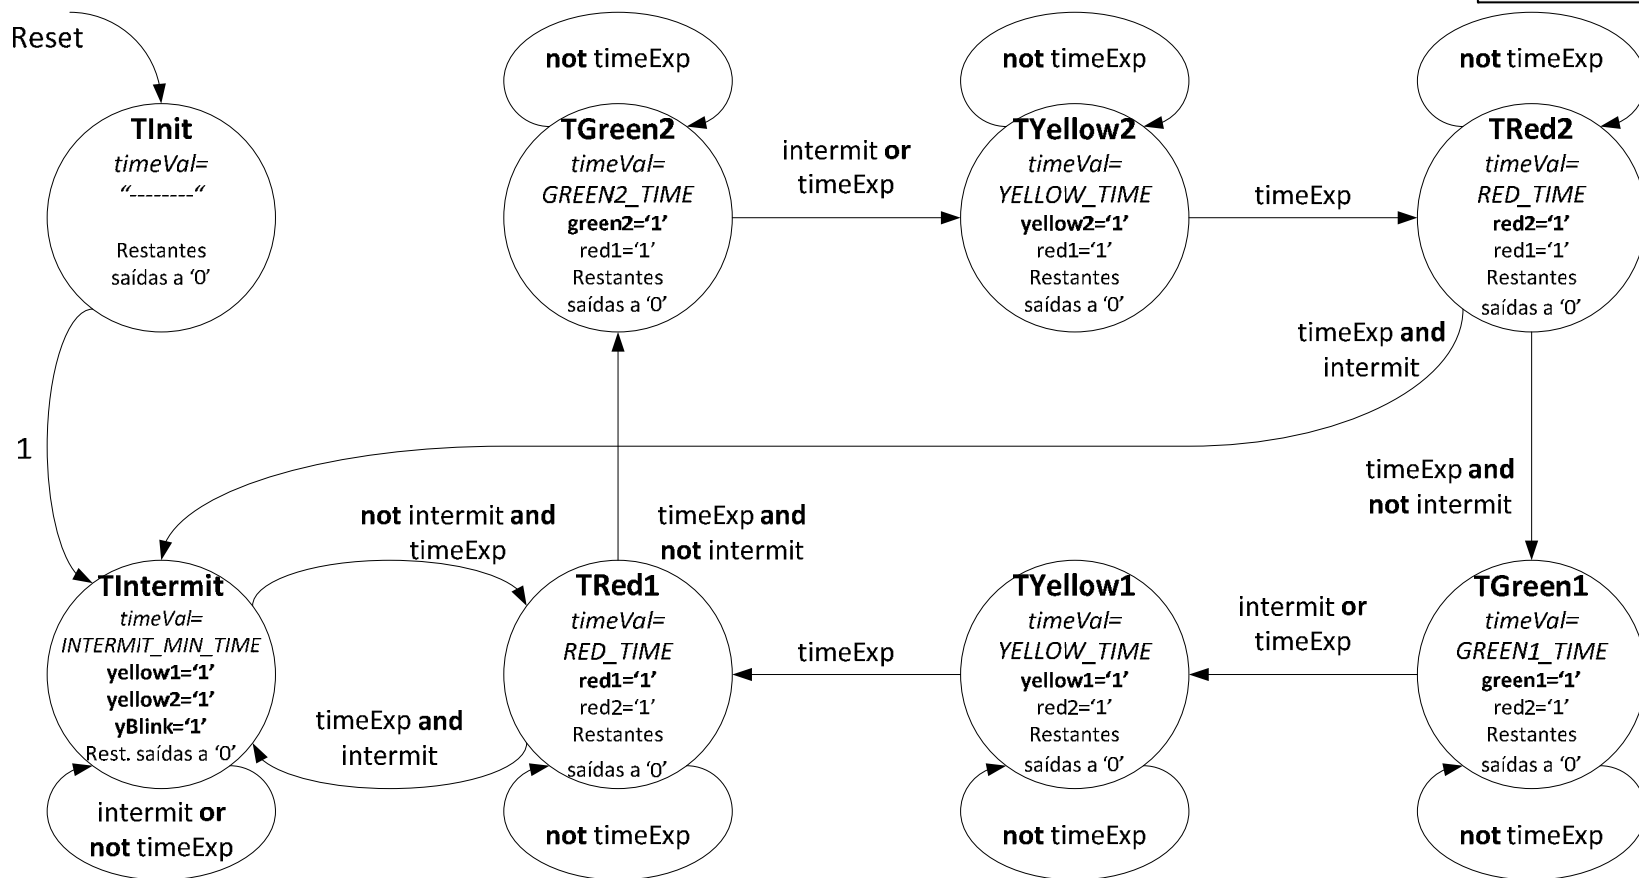 Reset
not timeExp
not timeExp
not timeExp
TInit
timeVal=
“--------“
Restantes
saídas a ‘0’
TGreen2
timeVal=
GREEN2_TIME
green2=‘1’
red1=‘1’
Restantes
saídas a ‘0’
intermit or
timeExp
TYellow2
timeVal=
YELLOW_TIME
yellow2=‘1’
red1=‘1’
Restantes
saídas a ‘0’
timeExp
TRed2
timeVal=
RED_TIME
red2=‘1’
red1=‘1’
Restantes
saídas a ‘0’
timeExp and
intermit
1
timeExp and
not intermit
not intermit and
timeExp
timeExp and
not intermit
TIntermit
timeVal=
INTERMIT_MIN_TIME
yellow1=‘1’
yellow2=‘1’
yBlink=‘1’
Rest. saídas a ‘0’
timeExp and
intermit
TRed1
timeVal=
RED_TIME
red1=‘1’
red2=‘1’
Restantes
saídas a ‘0’
timeExp
TYellow1
timeVal=
YELLOW_TIME
yellow1=‘1’
red2=‘1’
Restantes
saídas a ‘0’
intermit or
timeExp
TGreen1
timeVal=
GREEN1_TIME
green1=‘1’
red2=‘1’
Restantes
saídas a ‘0’
intermit or
not timeExp
not timeExp
not timeExp
not timeExp